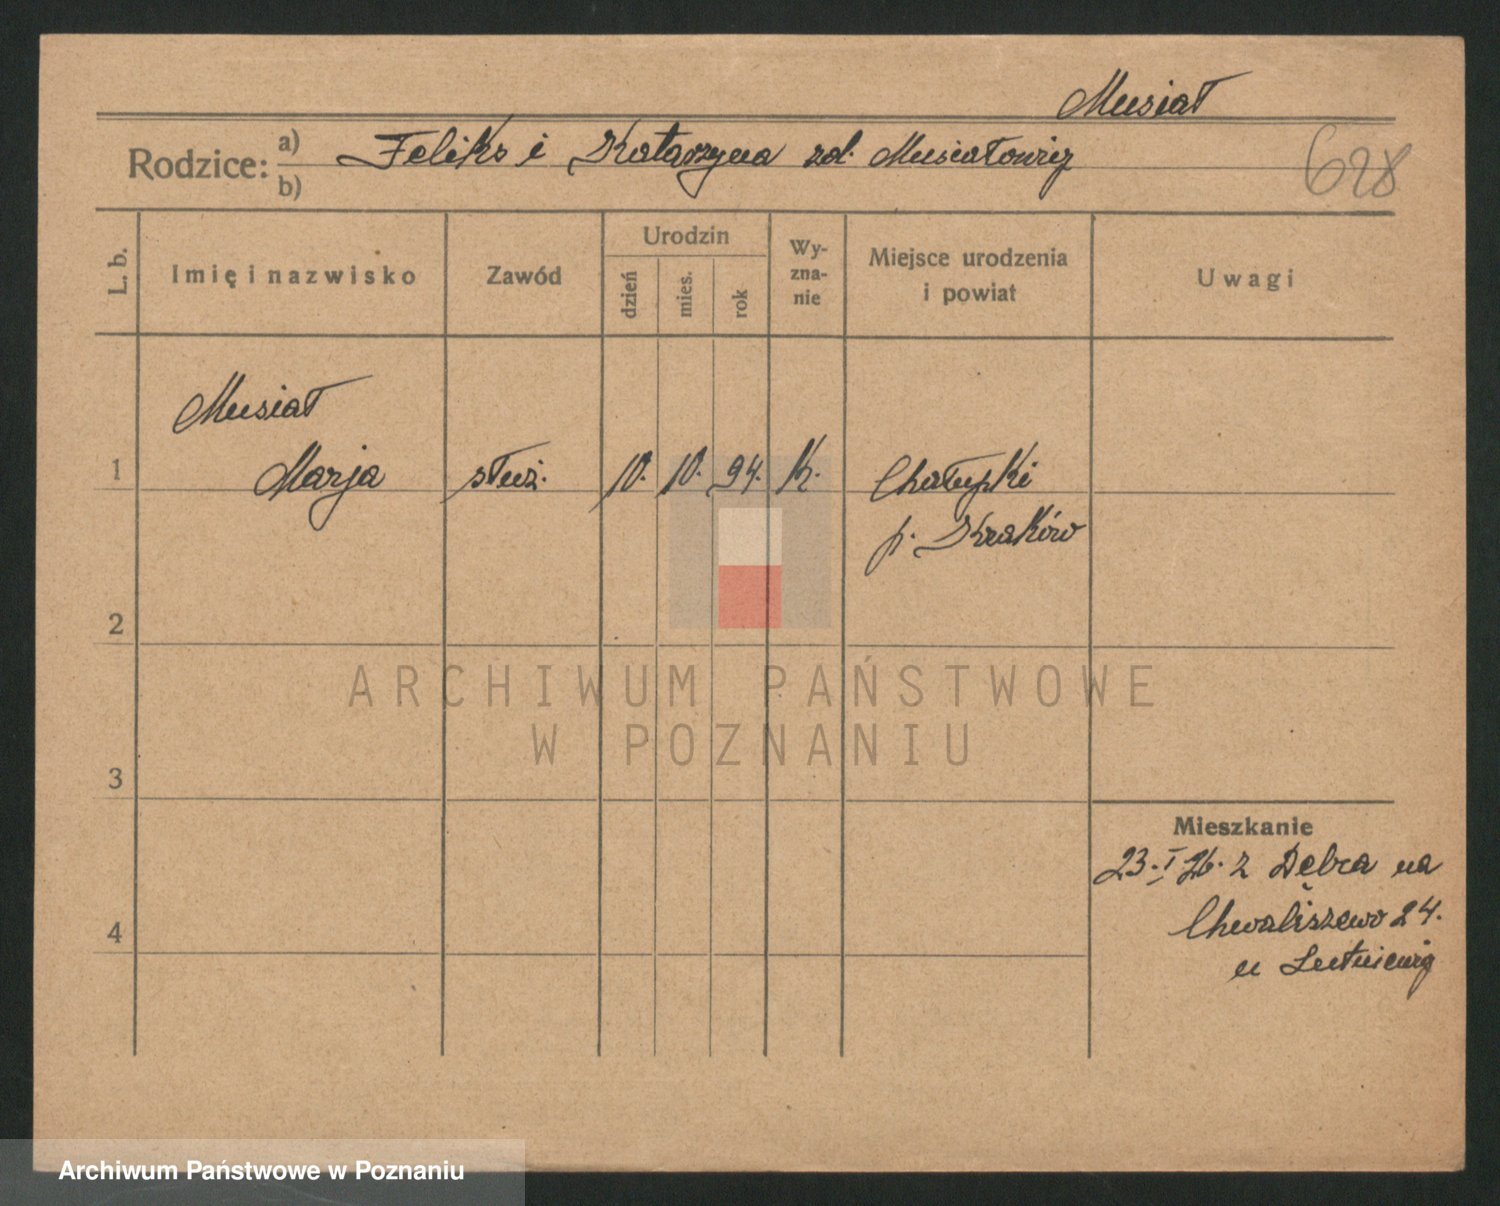 Musiał
Rodzice: a) Feliks i Katarzyna zd. Musiałowicz
b)
628
L. b.
Imię i nazwisko
Zawód
Urodzin
dzień
mies.
rok
Wy-
zna-
nie
Miejsce urodzenia
i powiat
Uwagi
Musiał
1 Marja służ. 10. 10. 94. k. Chałupki
p. Kraków
2
3
4
Mieszkanie
23. I 26. z Dębca na
Chwaliszewo 24.
u
ARCHIWUM PAŃSTWOWE
W POZNANIU
Archiwum Państwowe w Poznaniu